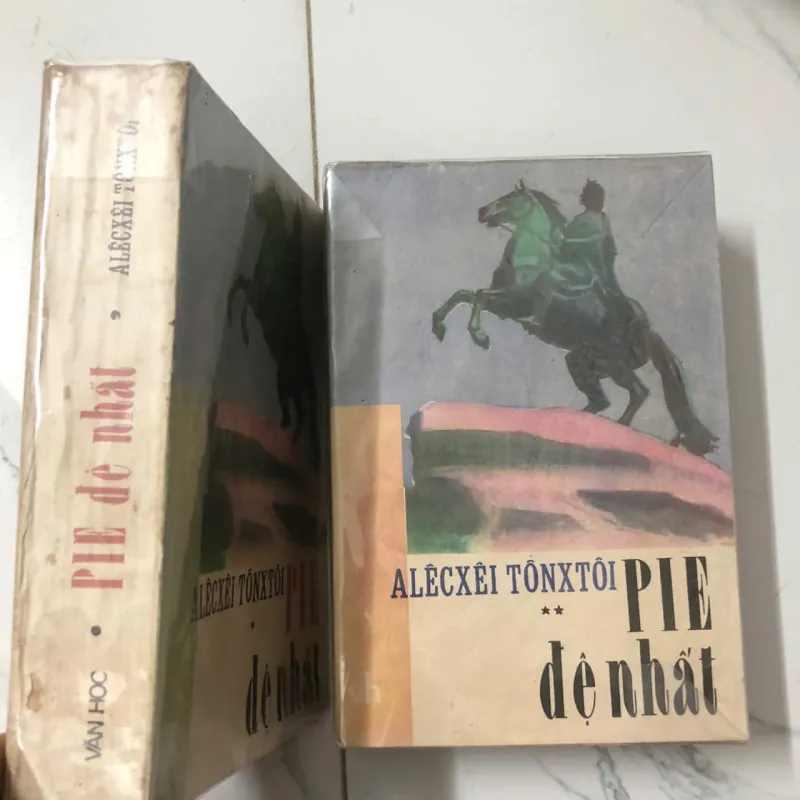 VĂN HỌC • PIE đệ nhất • ALÊCXÊI TÔNXTÔI
ALÊCXÊI TÔNXTÔI
*
PIE
đệ nhất
ALÊCXÊI TÔNXTÔI
**
PIE
đệ nhất